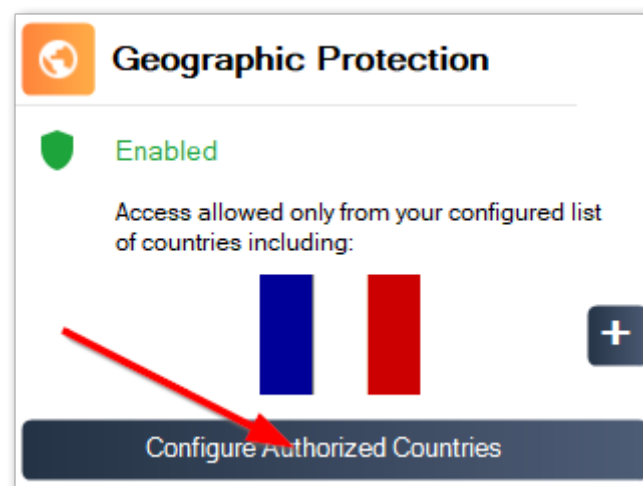 Geographic Protection
Enabled
Access allowed only from your configured list
of countries including:
+
Configure Authorized Countries